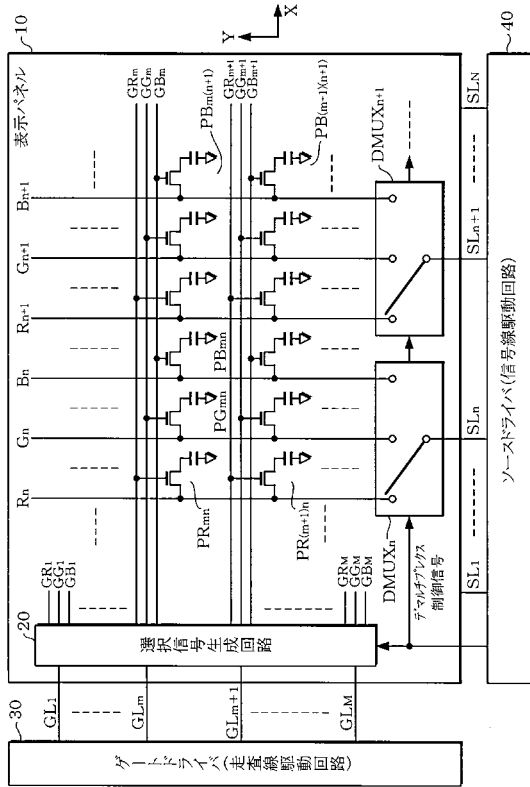 10
表示パネル
Y
X
Rn
Gn
Bn
Rn+1
Gn+1
Bn+1
GR1
GG1
GB1
GRm
GGm
GBm
PRmn
PGmn
PBmn
PBm(n+1)
GRm+1
GGm+1
GBm+1
PR(m+1)n
PB(m+1)(n+1)
GRM
GGM
GBM
20
選択信号生成回路
GL1
GLm
GLm+1
GLM
30
ゲートドライバ(走査線駆動回路)
DMUXn
DMUXn+1
デマルチプレクス
制御信号
SL1
SLn
SLn+1
SLN
ソースドライバ(信号線駆動回路)
40